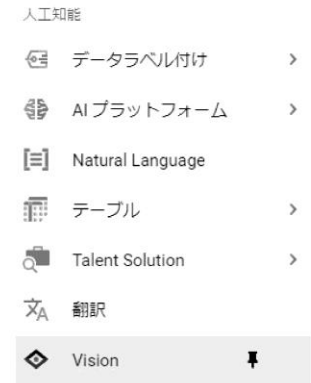 人工知能
データラベル付け
AI プラットフォーム
Natural Language
テーブル
Talent Solution
翻訳
Vision